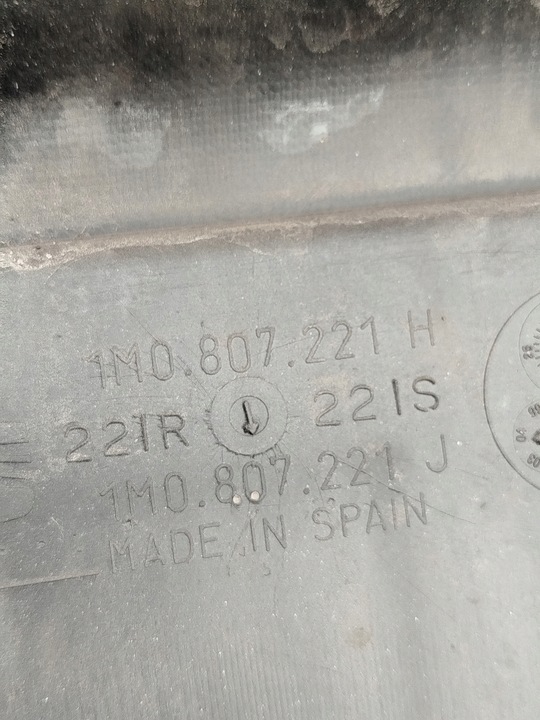 1M0.807.221 H
221R 221S
1M0.807.221 J
MADE IN SPAIN